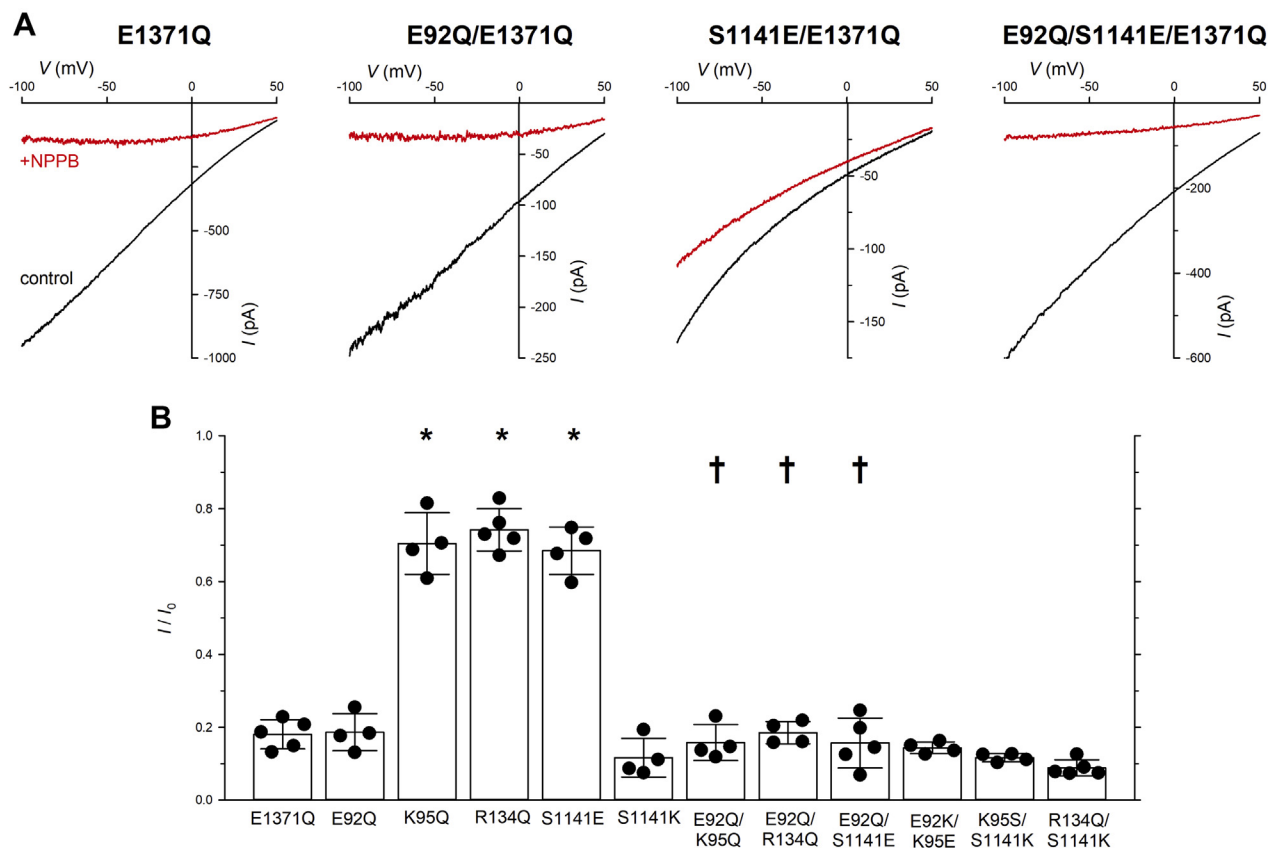 A
E1371Q
E92Q/E1371Q
S1141E/E1371Q
E92Q/S1141E/E1371Q
V (mV)
V (mV)
V (mV)
V (mV)
-100 -50 0 50
-100 -50 0 50
-100 -50 0 50
-100 -50 0 50
+NPPB
control
-500
-750
-1000
I (pA)
-50
-100
-150
-200
-250
I (pA)
-50
-100
-150
I (pA)
-200
-400
-600
I (pA)
B
1.0
0.8
0.6
0.4
0.2
0.0
I / I0
* * *
† † †
E1371Q E92Q K95Q R134Q S1141E S1141K E92Q/ E92Q/ E92Q/ E92K/ K95S/ R134Q/
K95Q R134Q S1141E K95E S1141K S1141K